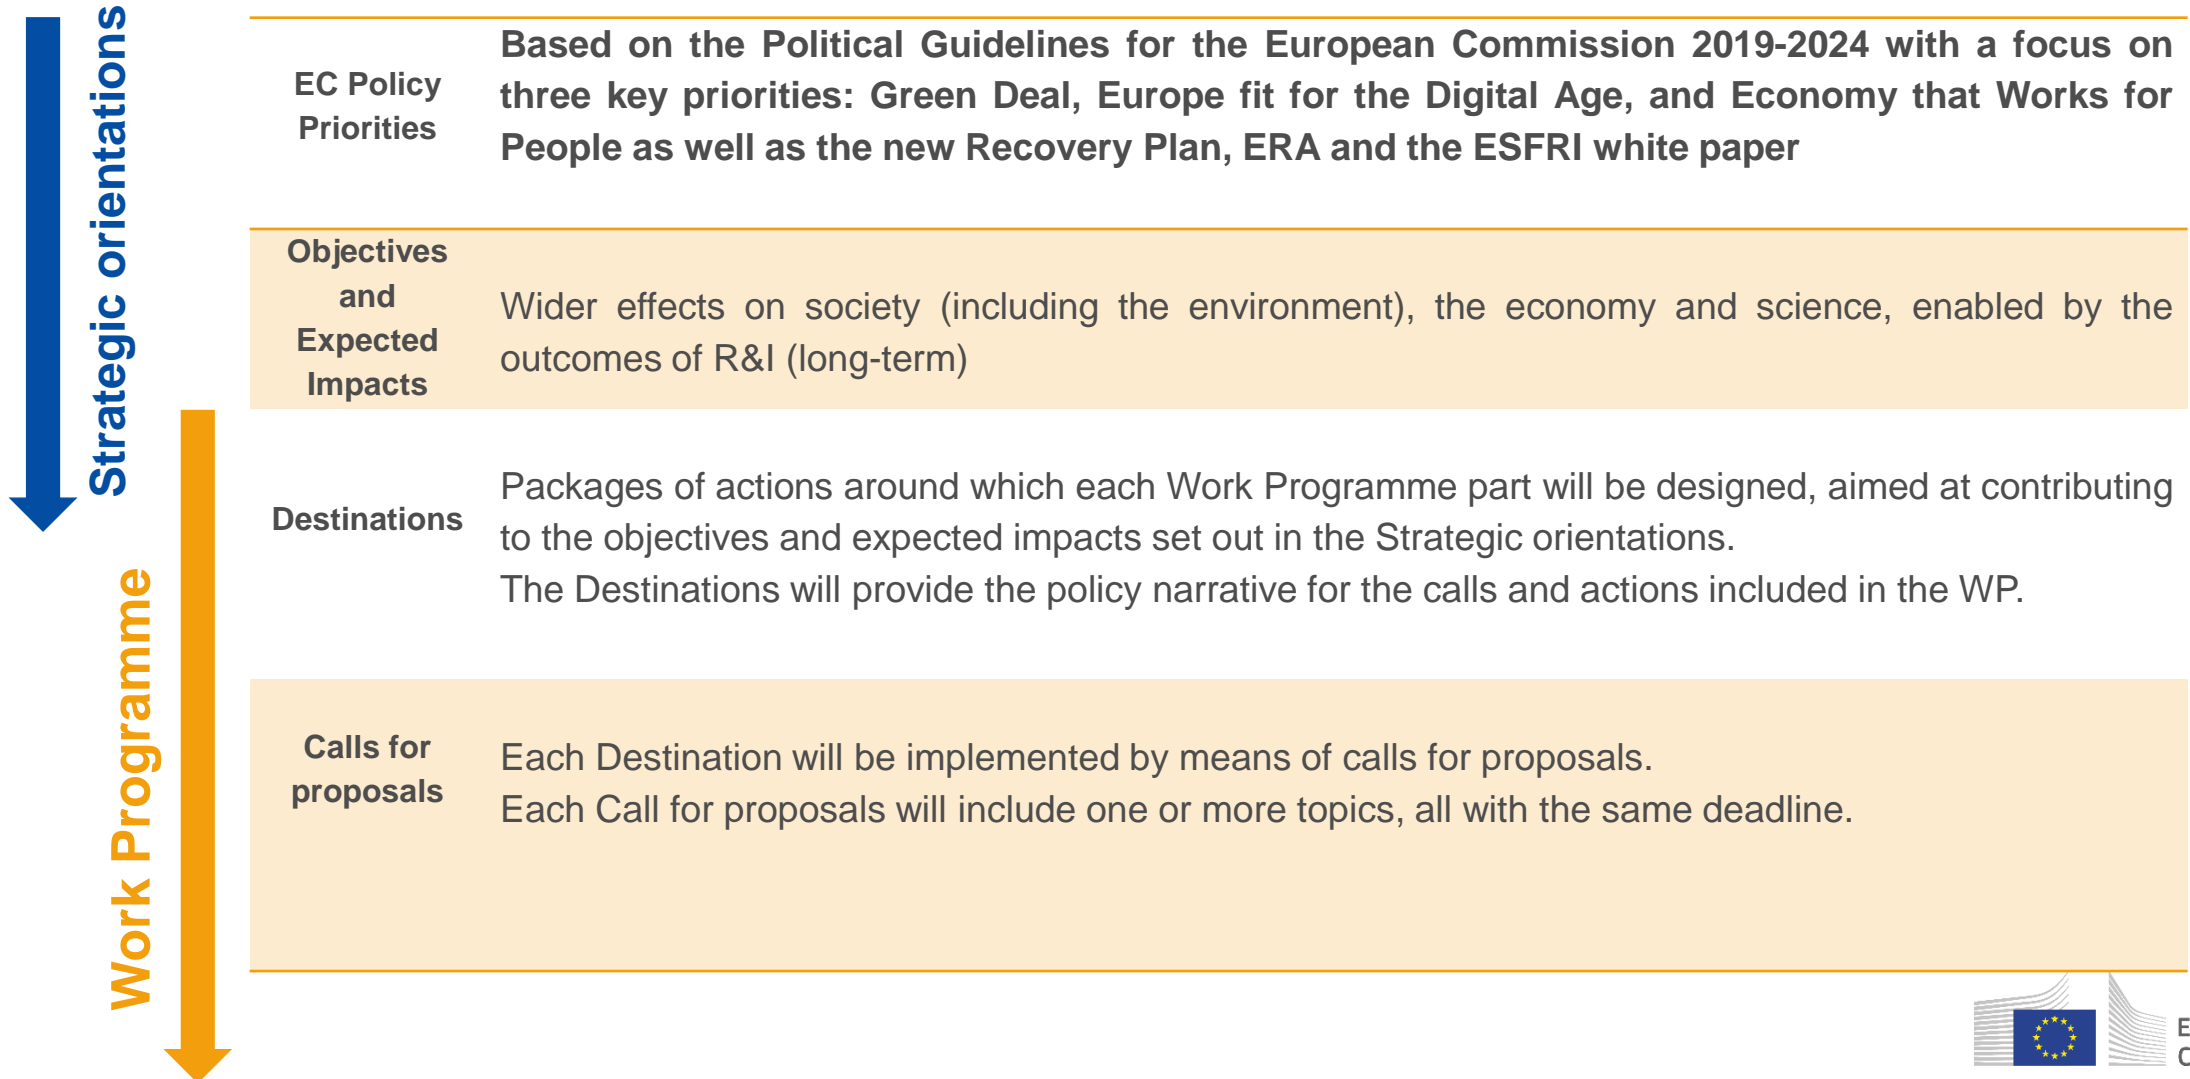 Strategic orientations
EC Policy
Priorities
Based on the Political Guidelines for the European Commission 2019-2024 with a focus on
three key priorities: Green Deal, Europe fit for the Digital Age, and Economy that Works for
People as well as the new Recovery Plan, ERA and the ESFRI white paper
Objectives
and
Expected
Impacts
Wider effects on society (including the environment), the economy and science, enabled by the
outcomes of R&I (long-term)
Work Programme
Destinations
Packages of actions around which each Work Programme part will be designed, aimed at contributing
to the objectives and expected impacts set out in the Strategic orientations.
The Destinations will provide the policy narrative for the calls and actions included in the WP.
Calls for
proposals
Each Destination will be implemented by means of calls for proposals.
Each Call for proposals will include one or more topics, all with the same deadline.